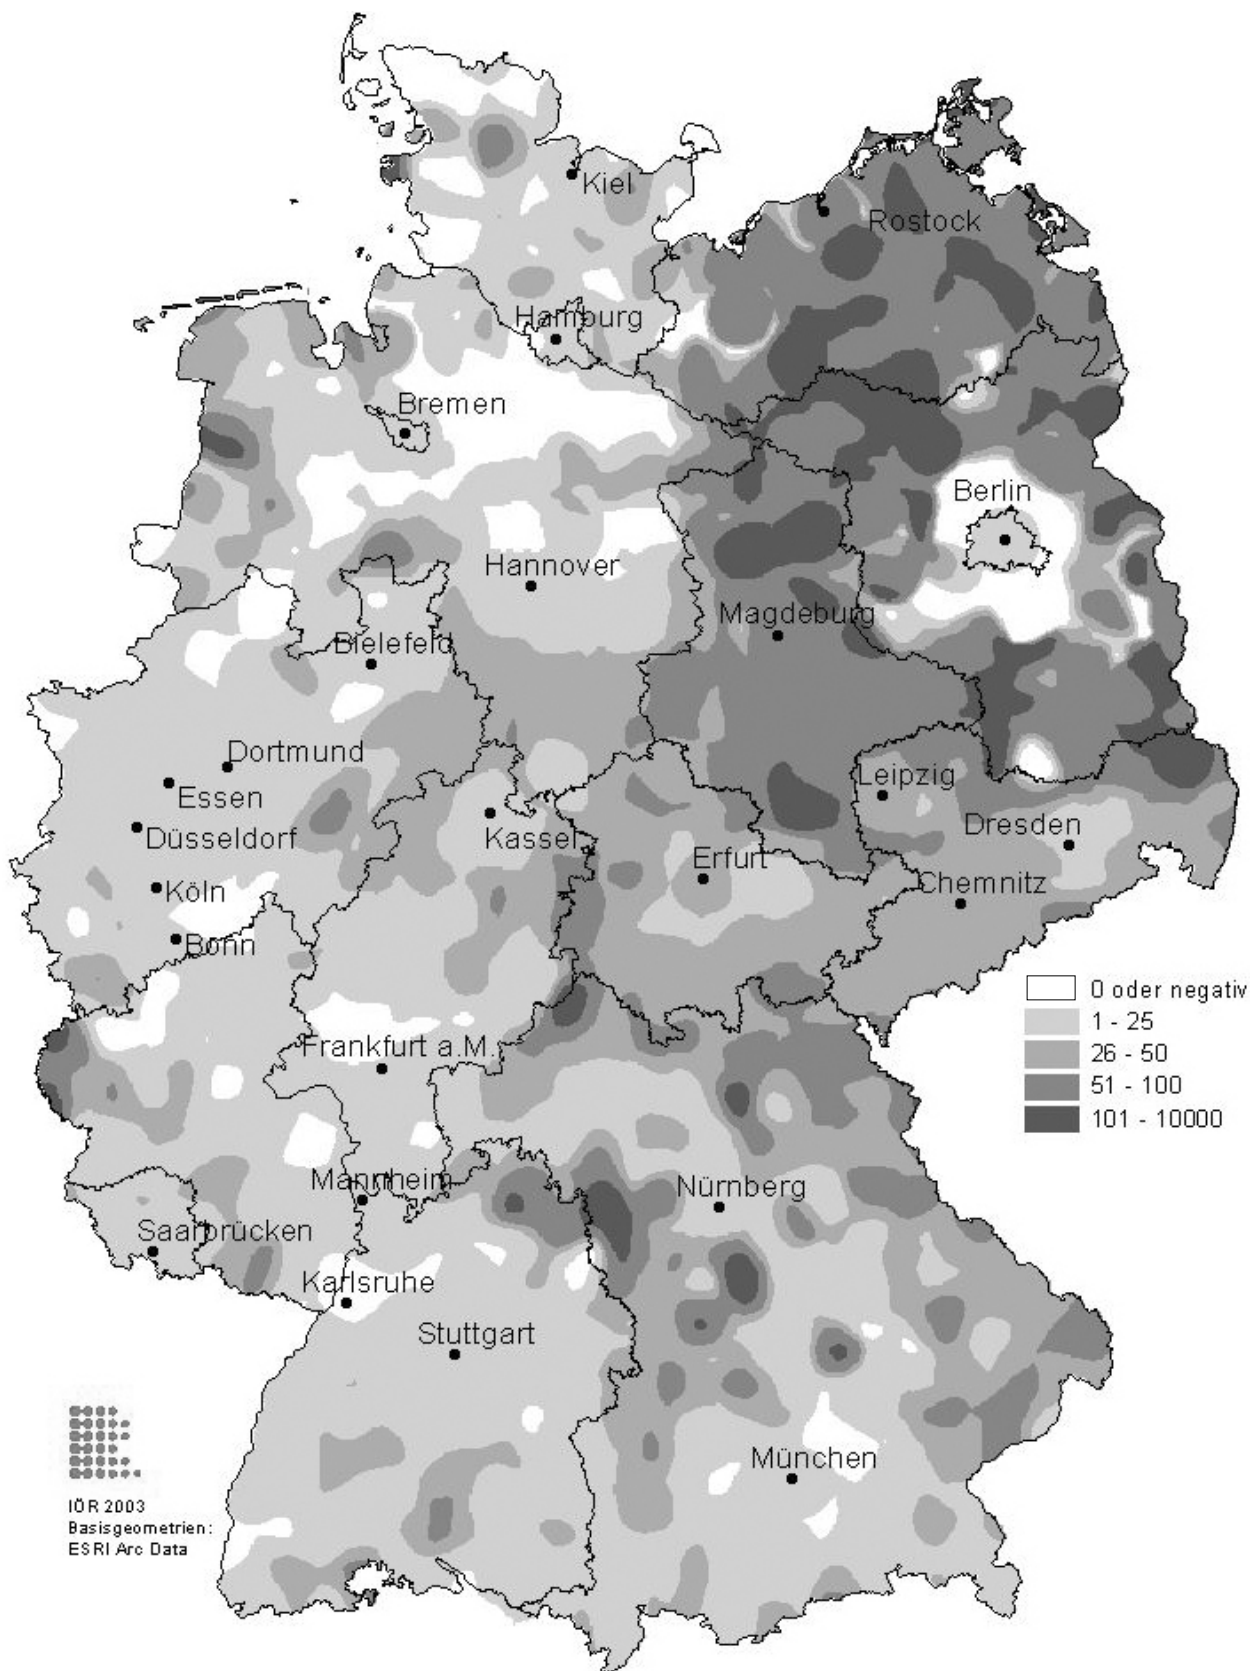 Kiel
Rostock
Hamburg
Bremen
Berlin
Hannover
Magdeburg
Bielefeld
Dortmund
Essen
Leipzig
Düsseldorf
Kassel
Dresden
Erfurt
Köln
Chemnitz
Bonn
0 oder negativ
1 - 25
26 - 50
51 - 100
101 - 10000
Frankfurt a.M.
Mannheim
Nürnberg
Saarbrücken
Karlsruhe
Stuttgart
München
IÖR 2003
Basisgeometrien:
ESRI Arc Data